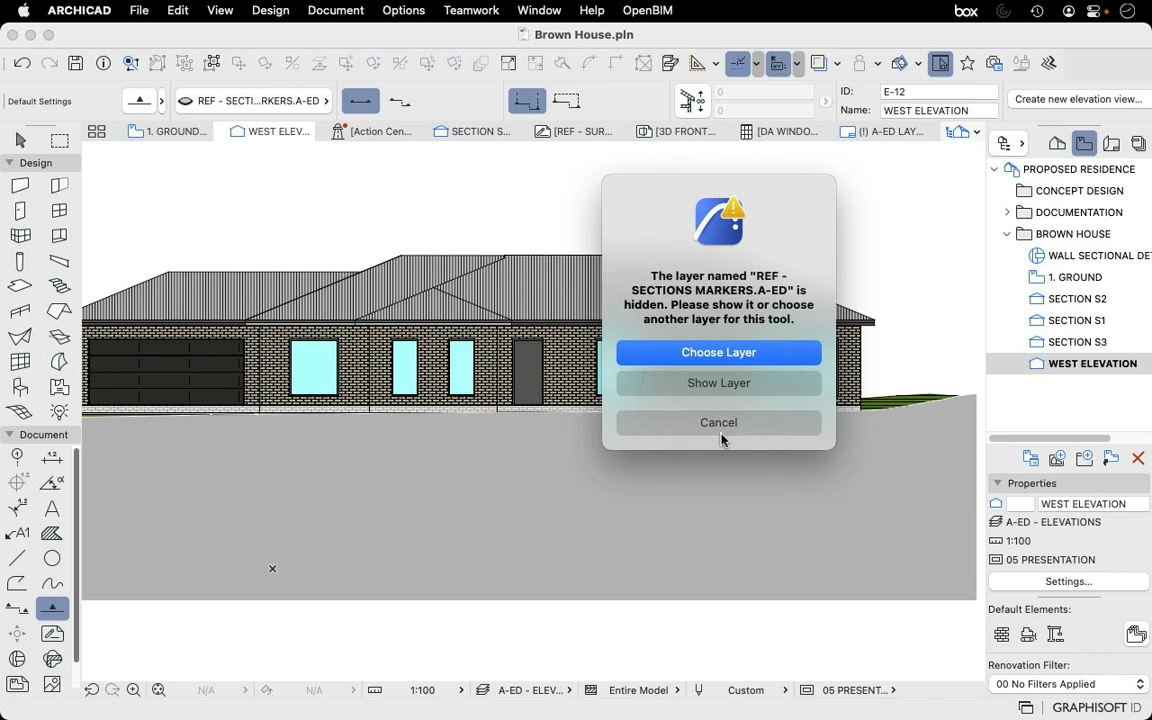 ARCHICAD File Edit View Design Document Options Teamwork Window Help OpenBIM box
Brown House.pln
Default Settings
REF - SECTI...RKERS.A-ED
0
0
ID: E-12
Name: WEST ELEVATION
Create new elevation view...
1. GROUND... WEST ELEV... [Action Cen... SECTION S... [REF - SUR... [3D FRONT... [DA WINDO... (!) A-ED LAY...
Design
Document
The layer named "REF -
SECTIONS MARKERS.A-ED" is
hidden. Please show it or choose
another layer for this tool.
Choose Layer
Show Layer
Cancel
PROPOSED RESIDENCE
CONCEPT DESIGN
DOCUMENTATION
BROWN HOUSE
WALL SECTIONAL DE
1. GROUND
SECTION S2
SECTION S1
SECTION S3
WEST ELEVATION
Properties
WEST ELEVATION
A-ED - ELEVATIONS
1:100
05 PRESENTATION
Settings...
Default Elements:
Renovation Filter:
00 No Filters Applied
N/A N/A 1:100 A-ED - ELEV... Entire Model Custom 05 PRESENT...
GRAPHISOFT ID